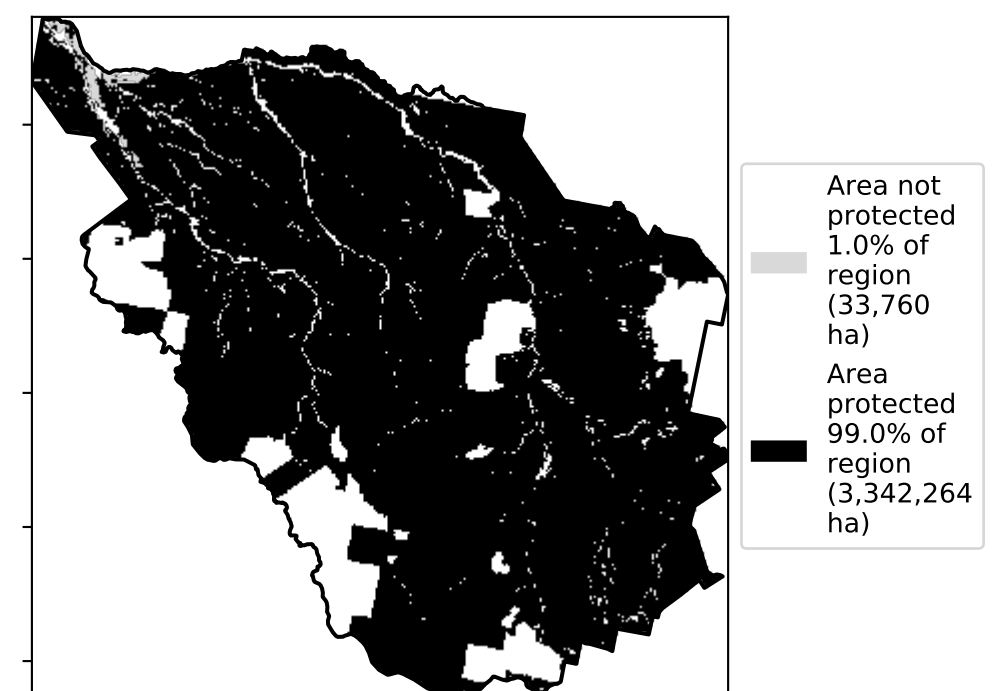 Area not
protected
1.0% of
region
(33,760
ha)
Area
protected
99.0% of
region
(3,342,264
ha)